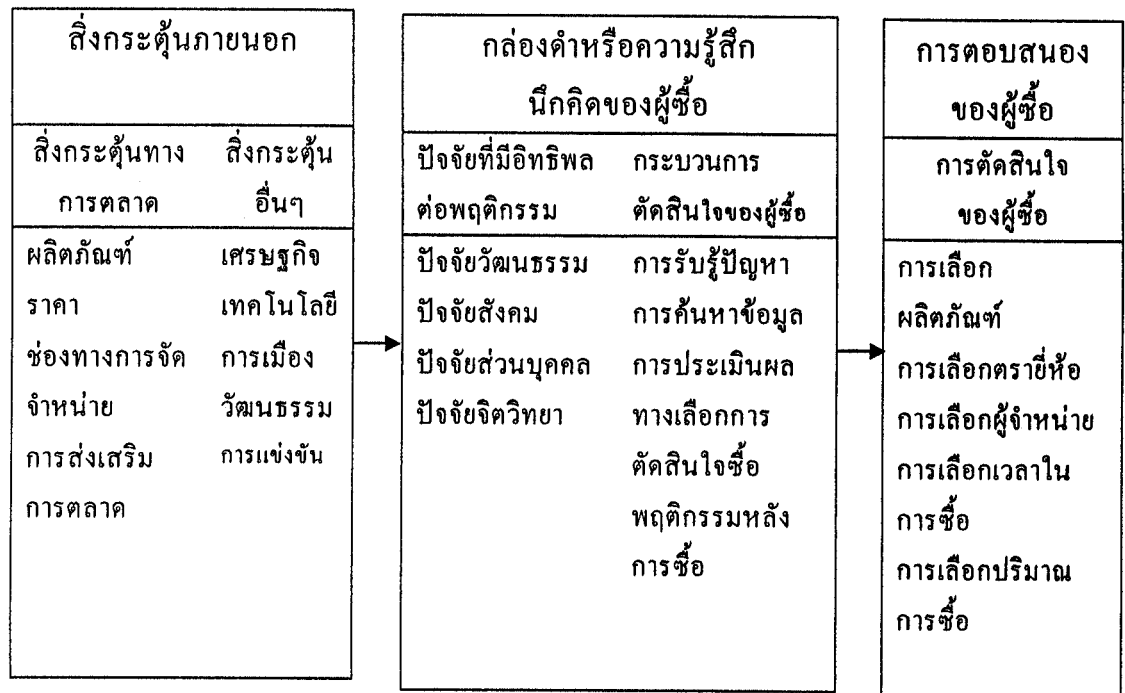 สิ่งกระตุ้นภายนอก
สิ่งกระตุ้นทาง
การตลาด
สิ่งกระตุ้น
อื่นๆ
ผลิตภัณฑ์
ราคา
ช่องทางการจัด
จำหน่าย
การส่งเสริม
การตลาด
เศรษฐกิจ
เทคโนโลยี
การเมือง
วัฒนธรรม
การแข่งขัน
กล่องดำหรือความรู้สึก
นึกคิดของผู้ซื้อ
ปัจจัยที่มีอิทธิพล
ต่อพฤติกรรม
กระบวนการ
ตัดสินใจของผู้ซื้อ
ปัจจัยวัฒนธรรม
ปัจจัยสังคม
ปัจจัยส่วนบุคคล
ปัจจัยจิตวิทยา
การรับรู้ปัญหา
การค้นหาข้อมูล
การประเมินผล
ทางเลือกการ
ตัดสินใจซื้อ
พฤติกรรมหลัง
การซื้อ
การตอบสนอง
ของผู้ซื้อ
การตัดสินใจ
ของผู้ซื้อ
การเลือก
ผลิตภัณฑ์
การเลือกตรายี่ห้อ
การเลือกผู้จำหน่าย
การเลือกเวลาใน
การซื้อ
การเลือกปริมาณ
การซื้อ